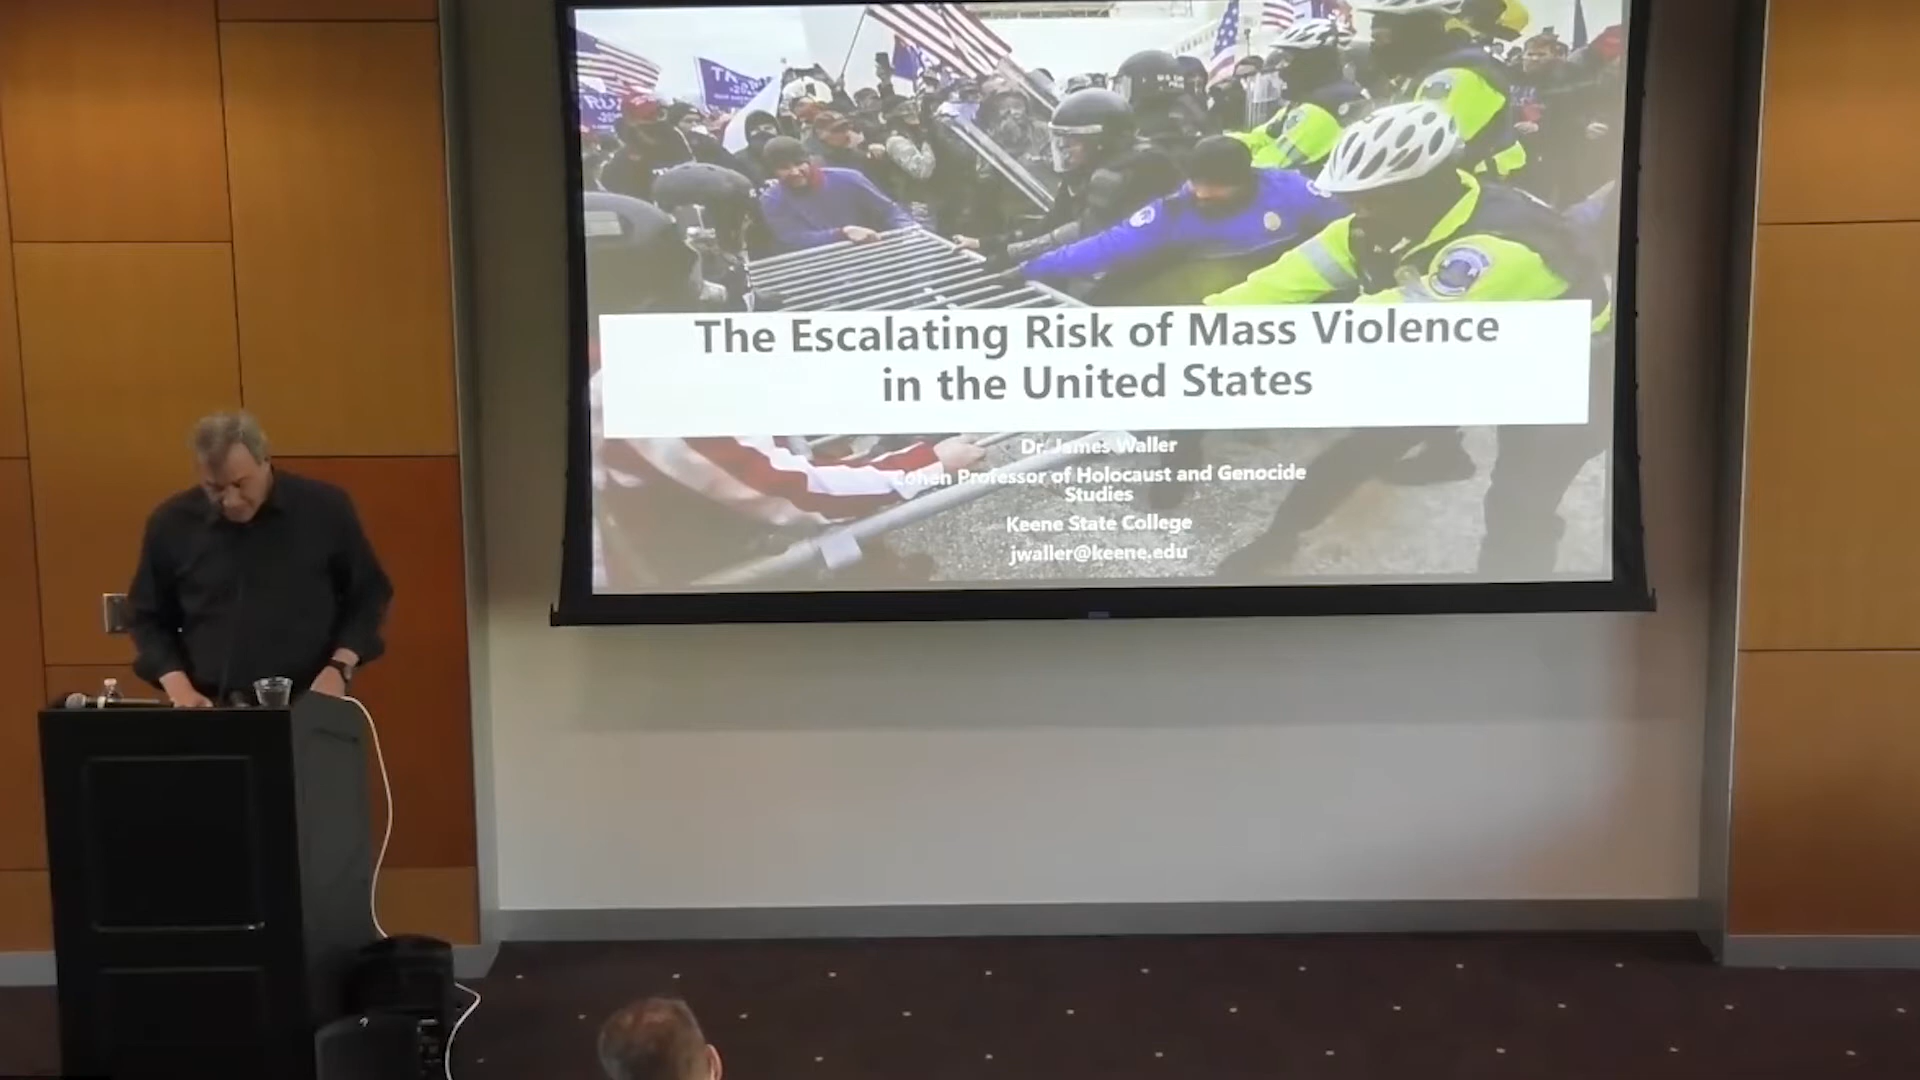 The Escalating Risk of Mass Violence
in the United States
Dr. James Waller
Cohen Professor of Holocaust and Genocide
Studies
Keene State College
jwaller@keene.edu